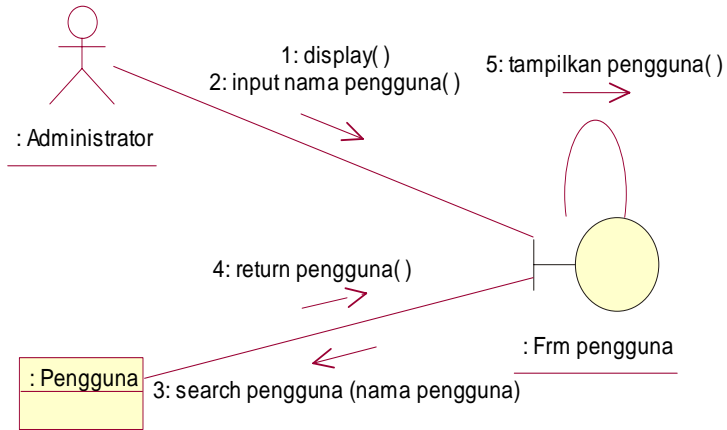 1: display( )
2: input nama pengguna( )
5: tampilkan pengguna( )
: Administrator
4: return pengguna( )
: Frm pengguna
: Pengguna
3: search pengguna (nama pengguna)